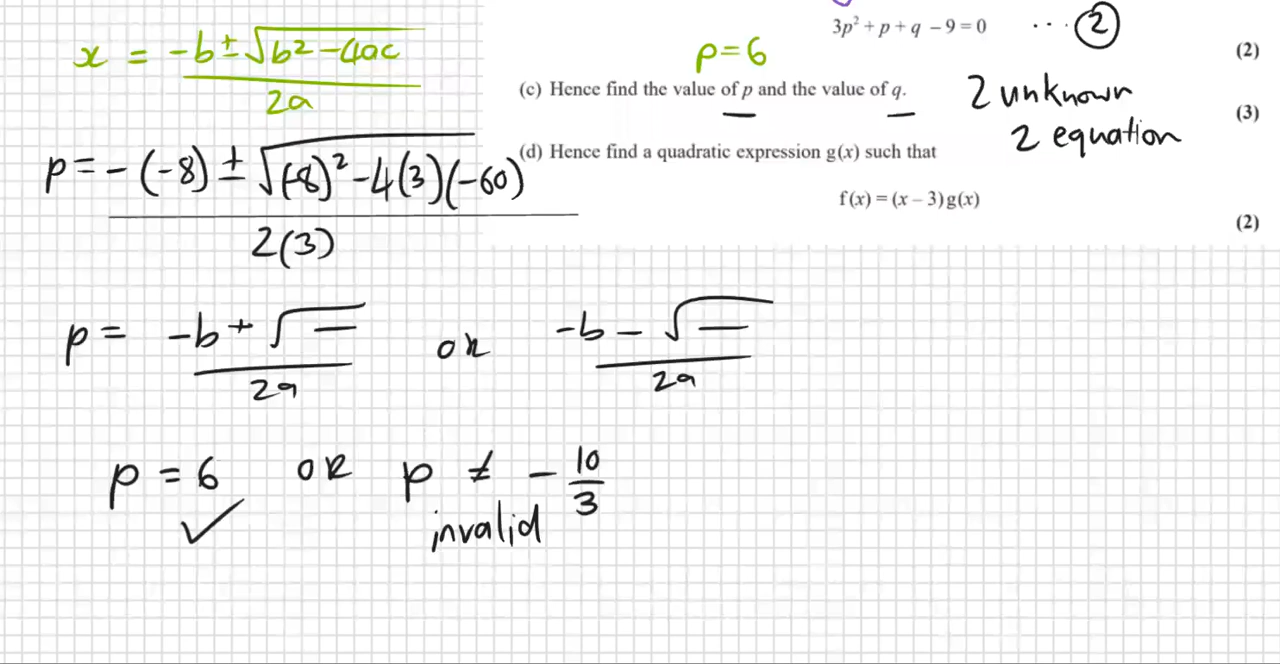 x = -b ± √b² - 4ac
2a
3p² + p + q - 9 = 0 ... ②
(2)
p = 6
(c) Hence find the value of p and the value of q.
2 unknown
(3)
2 equation
(d) Hence find a quadratic expression g(x) such that
f(x) = (x - 3)g(x)
(2)
p = -(-8) ± √(-8)² - 4(3)(-60)
2(3)
p = -b + √— or -b - √—
2a 2a
p = 6 OR p ≠ - 10/3
✓ invalid